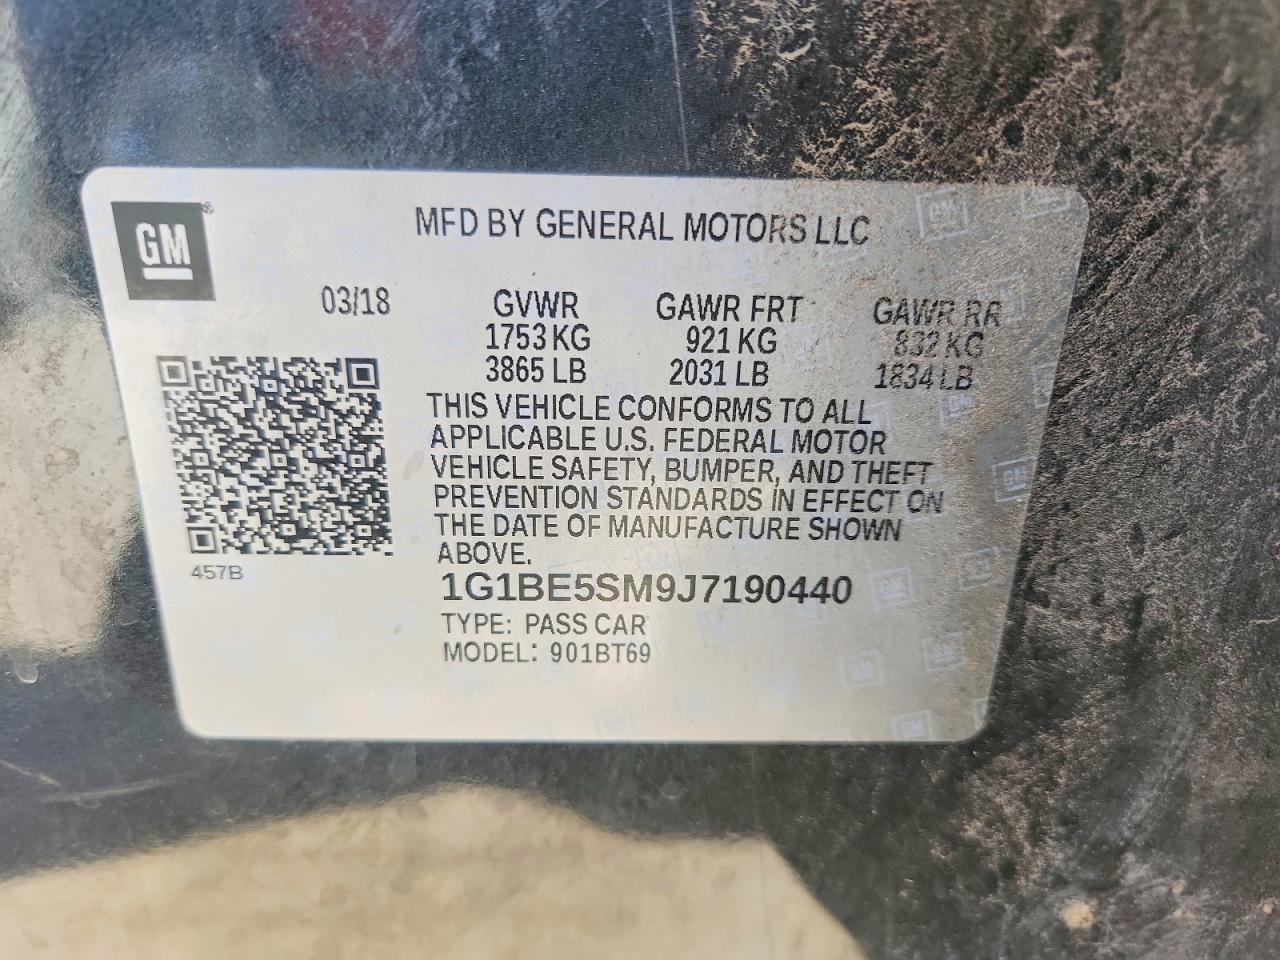 GM®
MFD BY GENERAL MOTORS LLC
03/18 GVWR GAWR FRT GAWR RR
1753 KG 921 KG 832 KG
3865 LB 2031 LB 1834 LB
THIS VEHICLE CONFORMS TO ALL
APPLICABLE U.S. FEDERAL MOTOR
VEHICLE SAFETY, BUMPER, AND THEFT
PREVENTION STANDARDS IN EFFECT ON
THE DATE OF MANUFACTURE SHOWN
ABOVE.
457B
1G1BE5SM9J7190440
TYPE: PASS CAR
MODEL: 901BT69